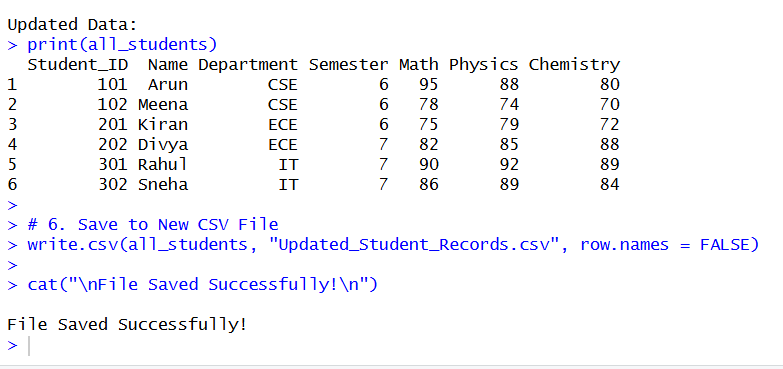 Updated Data:
> print(all_students)
  Student_ID  Name Department Semester Math Physics Chemistry
1        101  Arun        CSE        6   95      88        80
2        102 Meena        CSE        6   78      74        70
3        201 Kiran        ECE        6   75      79        72
4        202 Divya        ECE        7   82      85        88
5        301 Rahul         IT        7   90      92        89
6        302 Sneha         IT        7   86      89        84
>
> # 6. Save to New CSV File
> write.csv(all_students, "Updated_Student_Records.csv", row.names = FALSE)
>
> cat("\nFile Saved Successfully!\n")

File Saved Successfully!
>